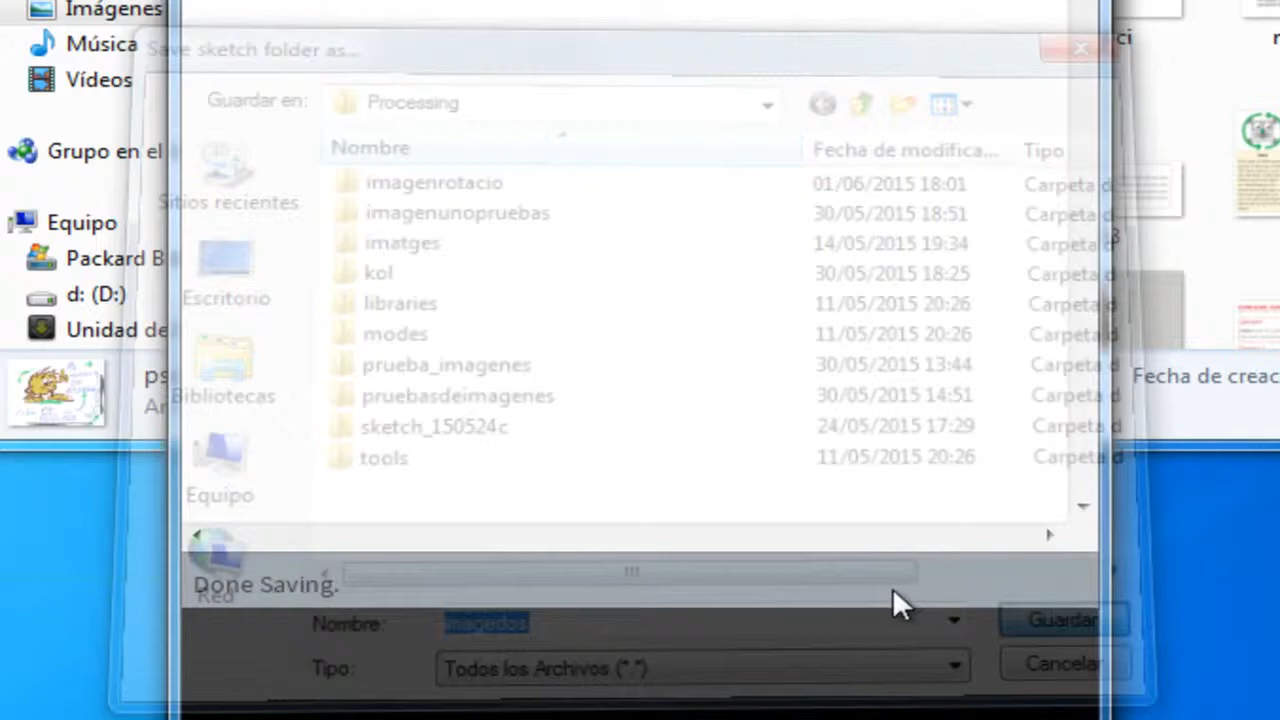 Imágenes
Música
Vídeos
Grupo en el
Equipo
Packard B
d: (D:)
Unidad de
ps
Ar
Save sketch folder as...
Guardar en: Processing
Nombre Fecha de modifica... Tipo
imagenrotacio 01/06/2015 18:01 Carpeta d
imagenunopruebas 30/05/2015 18:51 Carpeta d
imatges 14/05/2015 19:34 Carpeta d
kol 30/05/2015 18:25 Carpeta d
libraries 11/05/2015 20:26 Carpeta d
modes 11/05/2015 20:26 Carpeta d
prueba_imagenes 30/05/2015 13:44 Carpeta d
pruebasdeimagenes 30/05/2015 14:51 Carpeta d
sketch_150524c 24/05/2015 17:29 Carpeta d
tools 11/05/2015 20:26 Carpeta d
Sitios recientes
Escritorio
Bibliotecas
Equipo
Red
Done Saving.
Nombre: imagedos Guardar
Tipo: Todos los Archivos (*.*) Cancelar
ci
Fecha de creac